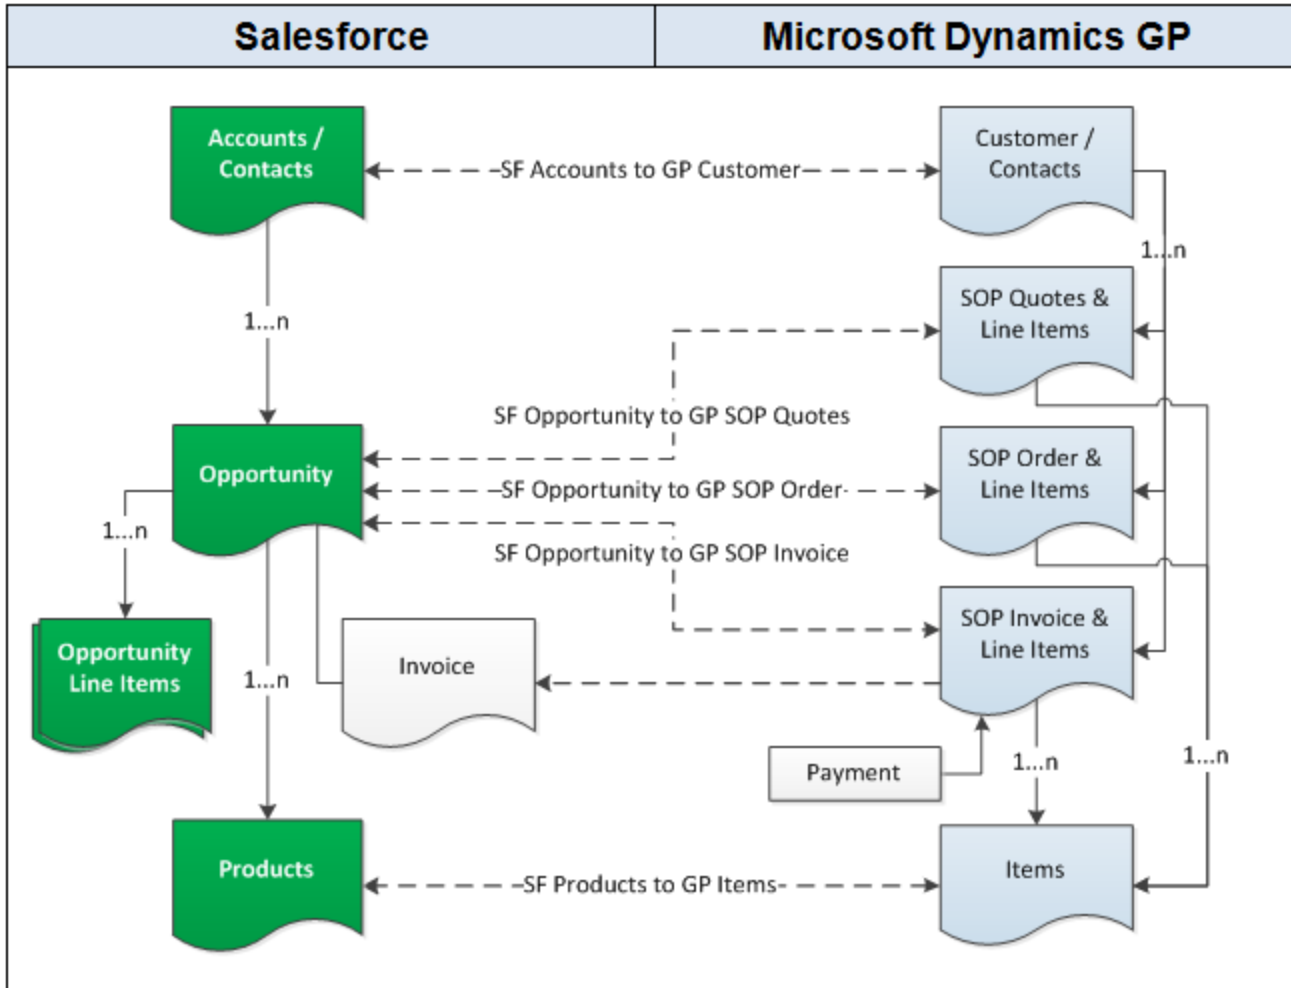 Salesforce
Microsoft Dynamics GP
Accounts /
Contacts
SF Accounts to GP Customer
Customer /
Contacts
1...n
1...n
SOP Quotes &
Line Items
SF Opportunity to GP SOP Quotes
Opportunity
SF Opportunity to GP SOP Order
SOP Order &
Line Items
1...n
SF Opportunity to GP SOP Invoice
Opportunity
Line Items
1...n
Invoice
SOP Invoice &
Line Items
Payment
1...n
1...n
Products
SF Products to GP Items
Items